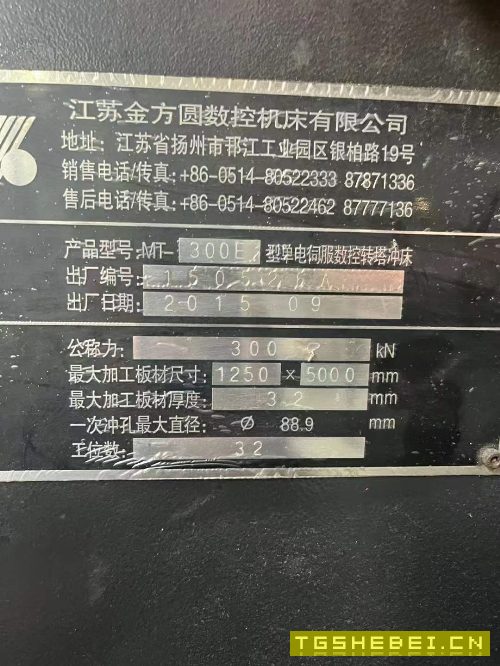 江苏金方圆数控机床有限公司
地址: 江苏省扬州市邗江工业园区银柏路19号
销售电话/传真: +86-0514-80522333 87871336
售后电话/传真: +86-0514-80522462 87777136
产品型号: MT- 300E 型单电伺服数控转塔冲床
出厂编号:
出厂日期: 2015 09
公称力: 300 kN
最大加工板材尺寸: 1250 × 5000 mm
最大加工板材厚度: 3.2 mm
一次冲孔最大直径: Ø 88.9 mm
工位数: 32
TGSHEBEI.CN